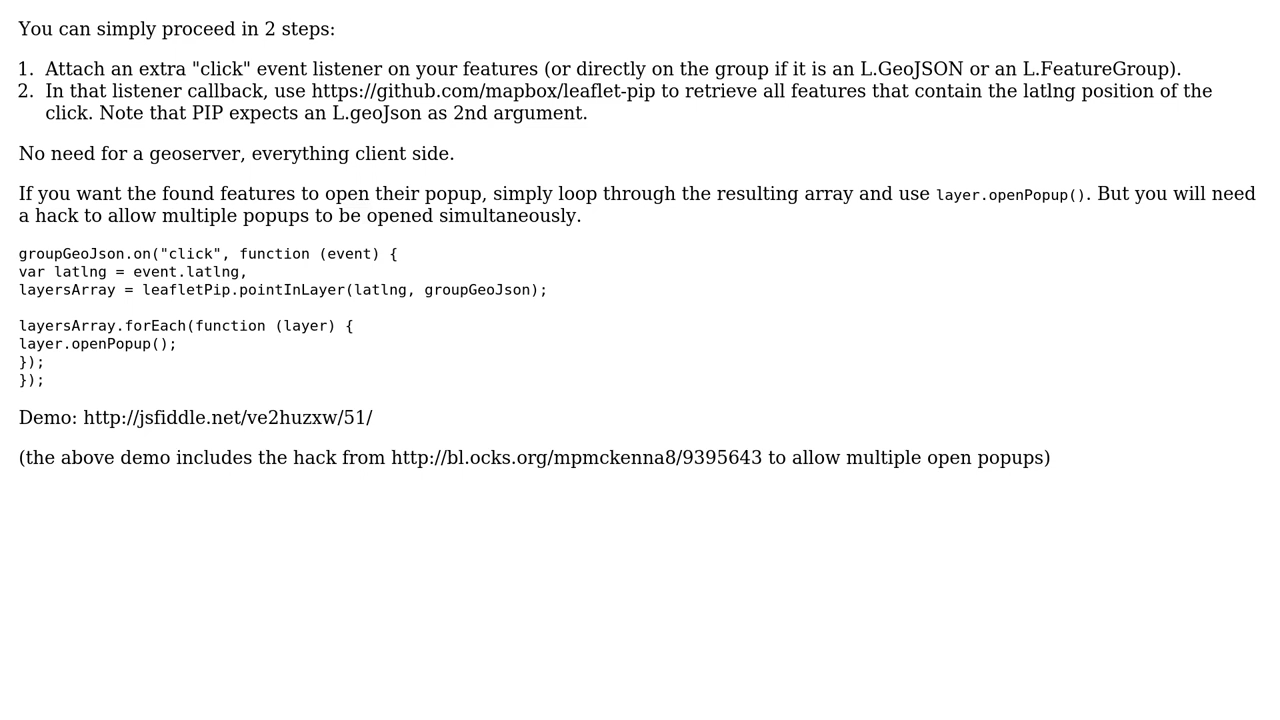 You can simply proceed in 2 steps:
1. Attach an extra "click" event listener on your features (or directly on the group if it is an L.GeoJSON or an L.FeatureGroup).
2. In that listener callback, use https://github.com/mapbox/leaflet-pip to retrieve all features that contain the latlng position of the
click. Note that PIP expects an L.geoJson as 2nd argument.
No need for a geoserver, everything client side.
If you want the found features to open their popup, simply loop through the resulting array and use layer.openPopup(). But you will need
a hack to allow multiple popups to be opened simultaneously.
groupGeoJson.on("click", function (event) {
var latlng = event.latlng,
layersArray = leafletPip.pointInLayer(latlng, groupGeoJson);
layersArray.forEach(function (layer) {
layer.openPopup();
});
});
Demo: http://jsfiddle.net/ve2huzxw/51/
(the above demo includes the hack from http://bl.ocks.org/mpmckenna8/9395643 to allow multiple open popups)